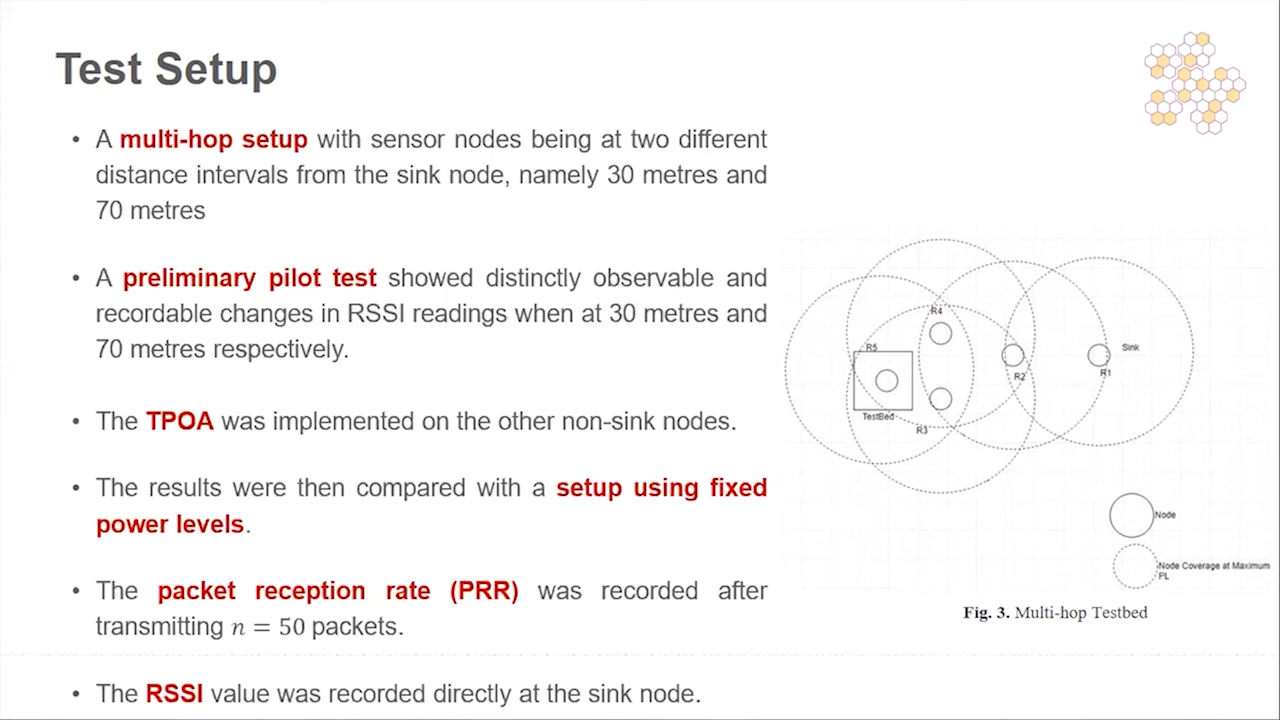 Test Setup
• A multi-hop setup with sensor nodes being at two different
distance intervals from the sink node, namely 30 metres and
70 metres
• A preliminary pilot test showed distinctly observable and
recordable changes in RSSI readings when at 30 metres and
70 metres respectively.
• The TPOA was implemented on the other non-sink nodes.
• The results were then compared with a setup using fixed
power levels.
• The packet reception rate (PRR) was recorded after
transmitting n = 50 packets.
• The RSSI value was recorded directly at the sink node.
R4
R5
Sink
R2
R1
TestBed
R3
Node
Node Coverage at Maximum
PL
Fig. 3. Multi-hop Testbed